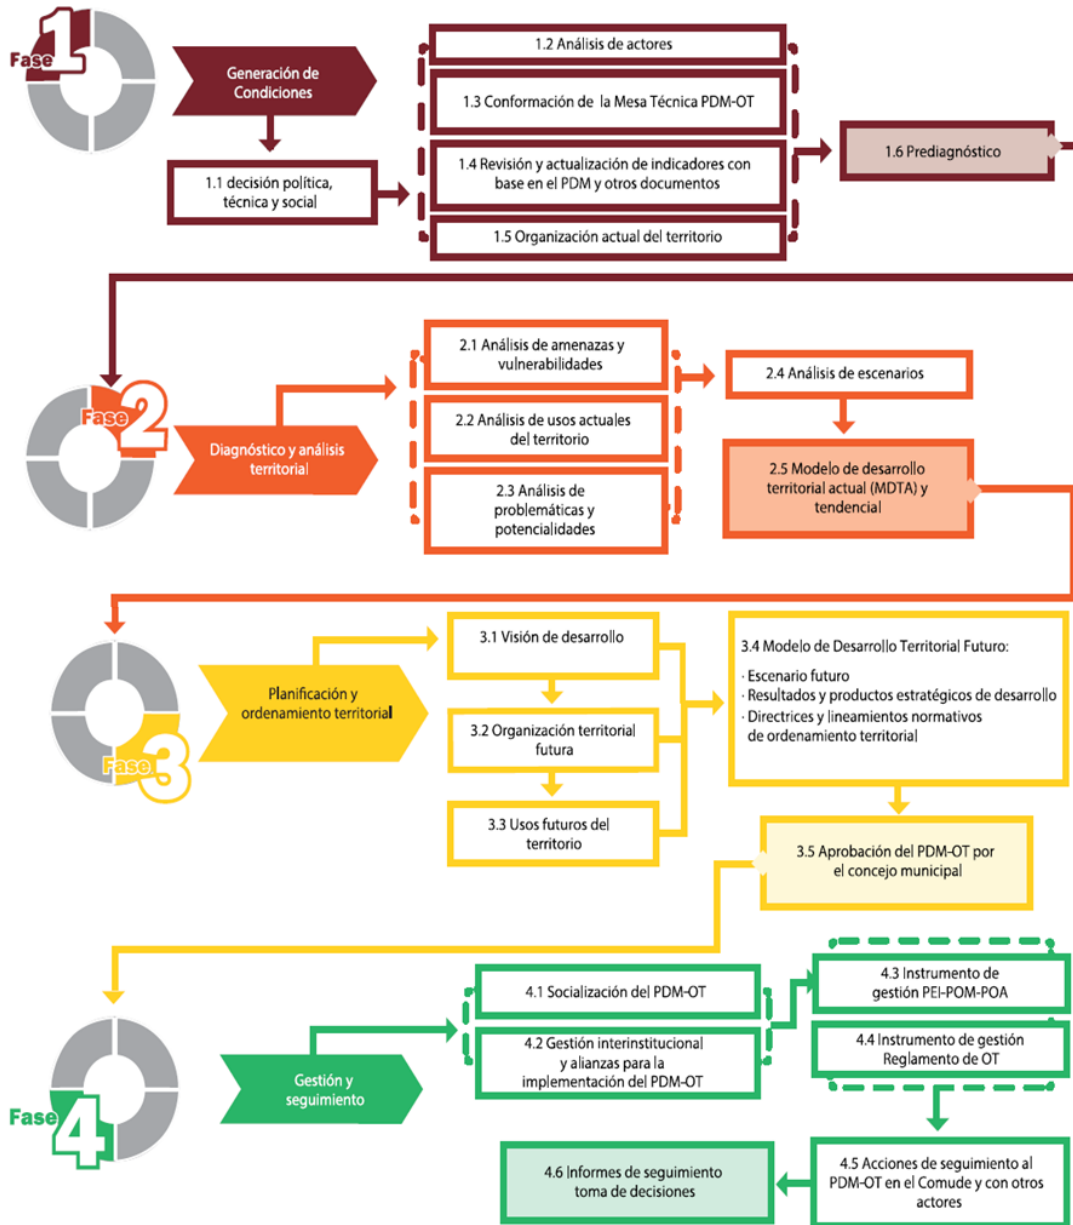 Fase 1
Generación de
Condiciones
1.1 decisión política,
técnica y social
1.2 Análisis de actores
1.3 Conformación de la Mesa Técnica PDM-OT
1.4 Revisión y actualización de indicadores con
base en el PDM y otros documentos
1.5 Organización actual del territorio
1.6 Prediagnóstico
Fase 2
Diagnóstico y análisis
territorial
2.1 Análisis de amenazas y
vulnerabilidades
2.2 Análisis de usos actuales
del territorio
2.3 Análisis de
problemáticas y
potencialidades
2.4 Análisis de escenarios
2.5 Modelo de desarrollo
territorial actual (MDTA) y
tendencial
Fase 3
Planificación y
ordenamiento territorial
3.1 Visión de desarrollo
3.2 Organización territorial
futura
3.3 Usos futuros del
territorio
3.4 Modelo de Desarrollo Territorial Futuro:
· Escenario futuro
· Resultados y productos estratégicos de desarrollo
· Directrices y lineamientos normativos
de ordenamiento territorial
3.5 Aprobación del PDM-OT por
el concejo municipal
Fase 4
Gestión y
seguimiento
4.1 Socialización del PDM-OT
4.2 Gestión interinstitucional
y alianzas para la
implementación del PDM-OT
4.3 Instrumento de
gestión PEI-POM-POA
4.4 Instrumento de gestión
Reglamento de OT
4.5 Acciones de seguimiento al
PDM-OT en el Comude y con otros
actores
4.6 Informes de seguimiento
toma de decisiones